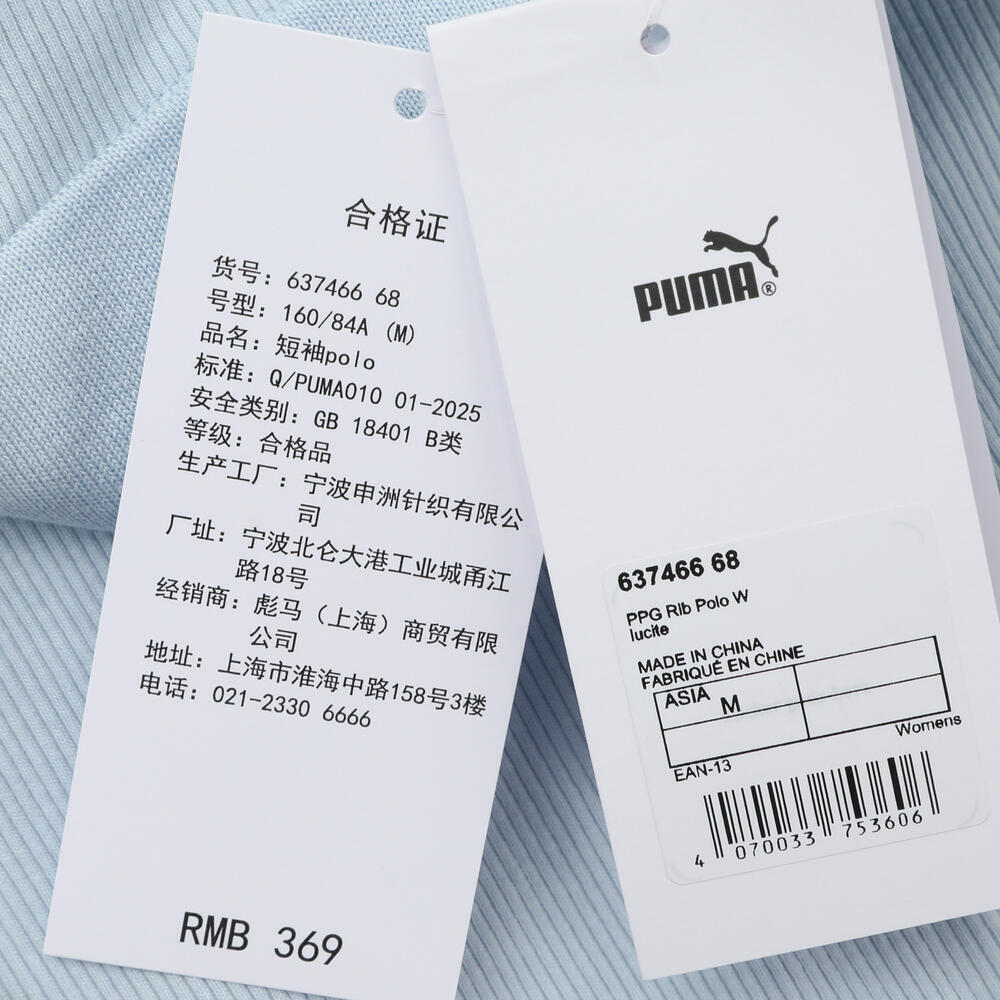 合格证
货号：637466 68
号型：160/84A (M)
品名：短袖polo
标准：Q/PUMA010 01-2025
安全类别：GB 18401 B类
等级：合格品
生产工厂：宁波申洲针织有限公
司
厂址：宁波北仑大港工业城甬江
路18号
经销商：彪马（上海）商贸有限
公司
地址：上海市淮海中路158号3楼
电话：021-2330 6666
RMB 369
PUMA®
637466 68
PPG Rib Polo W
lucite
MADE IN CHINA
FABRIQUÉ EN CHINE
ASIA M
Womens
EAN-13
4 070033 753606